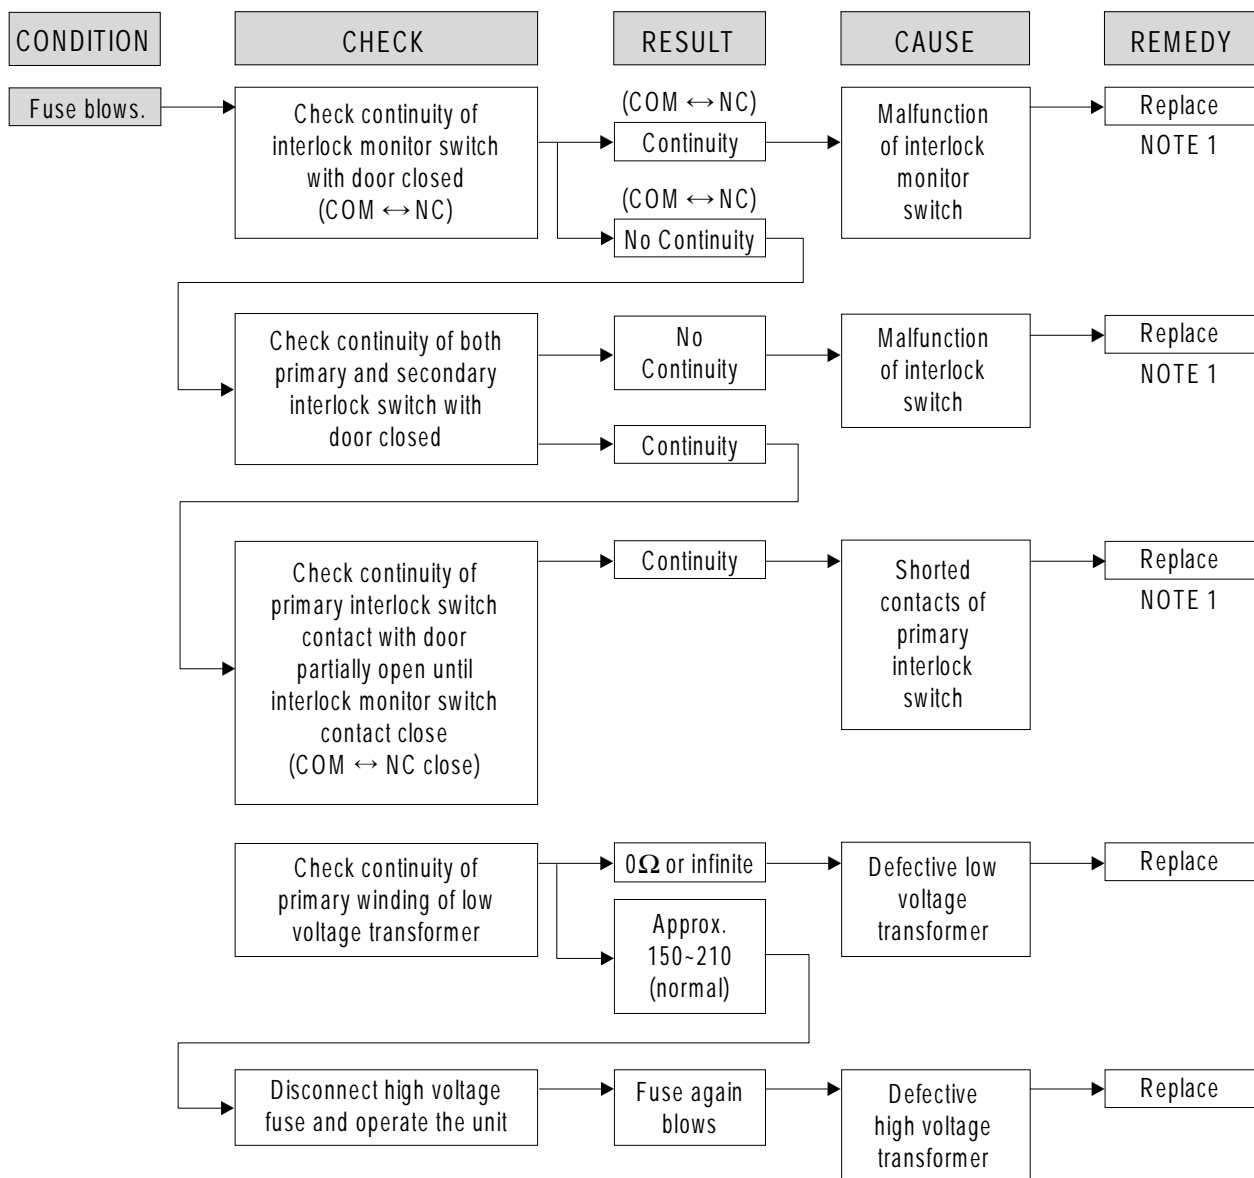 CONDITION
CHECK
RESULT
CAUSE
REMEDY
Fuse blows.
Check continuity of
interlock monitor switch
with door closed
(COM ↔ NC)
(COM ↔ NC)
Continuity
(COM ↔ NC)
No Continuity
Malfunction
of interlock
monitor
switch
Replace
NOTE 1
Check continuity of both
primary and secondary
interlock switch with
door closed
No
Continuity
Continuity
Malfunction
of interlock
switch
Replace
NOTE 1
Check continuity of
primary interlock switch
contact with door
partially open until
interlock monitor switch
contact close
(COM ↔ NC close)
Continuity
Shorted
contacts of
primary
interlock
switch
Replace
NOTE 1
Check continuity of
primary winding of low
voltage transformer
0Ω or infinite
Approx.
150~210
(normal)
Defective low
voltage
transformer
Replace
Disconnect high voltage
fuse and operate the unit
Fuse again
blows
Defective
high voltage
transformer
Replace